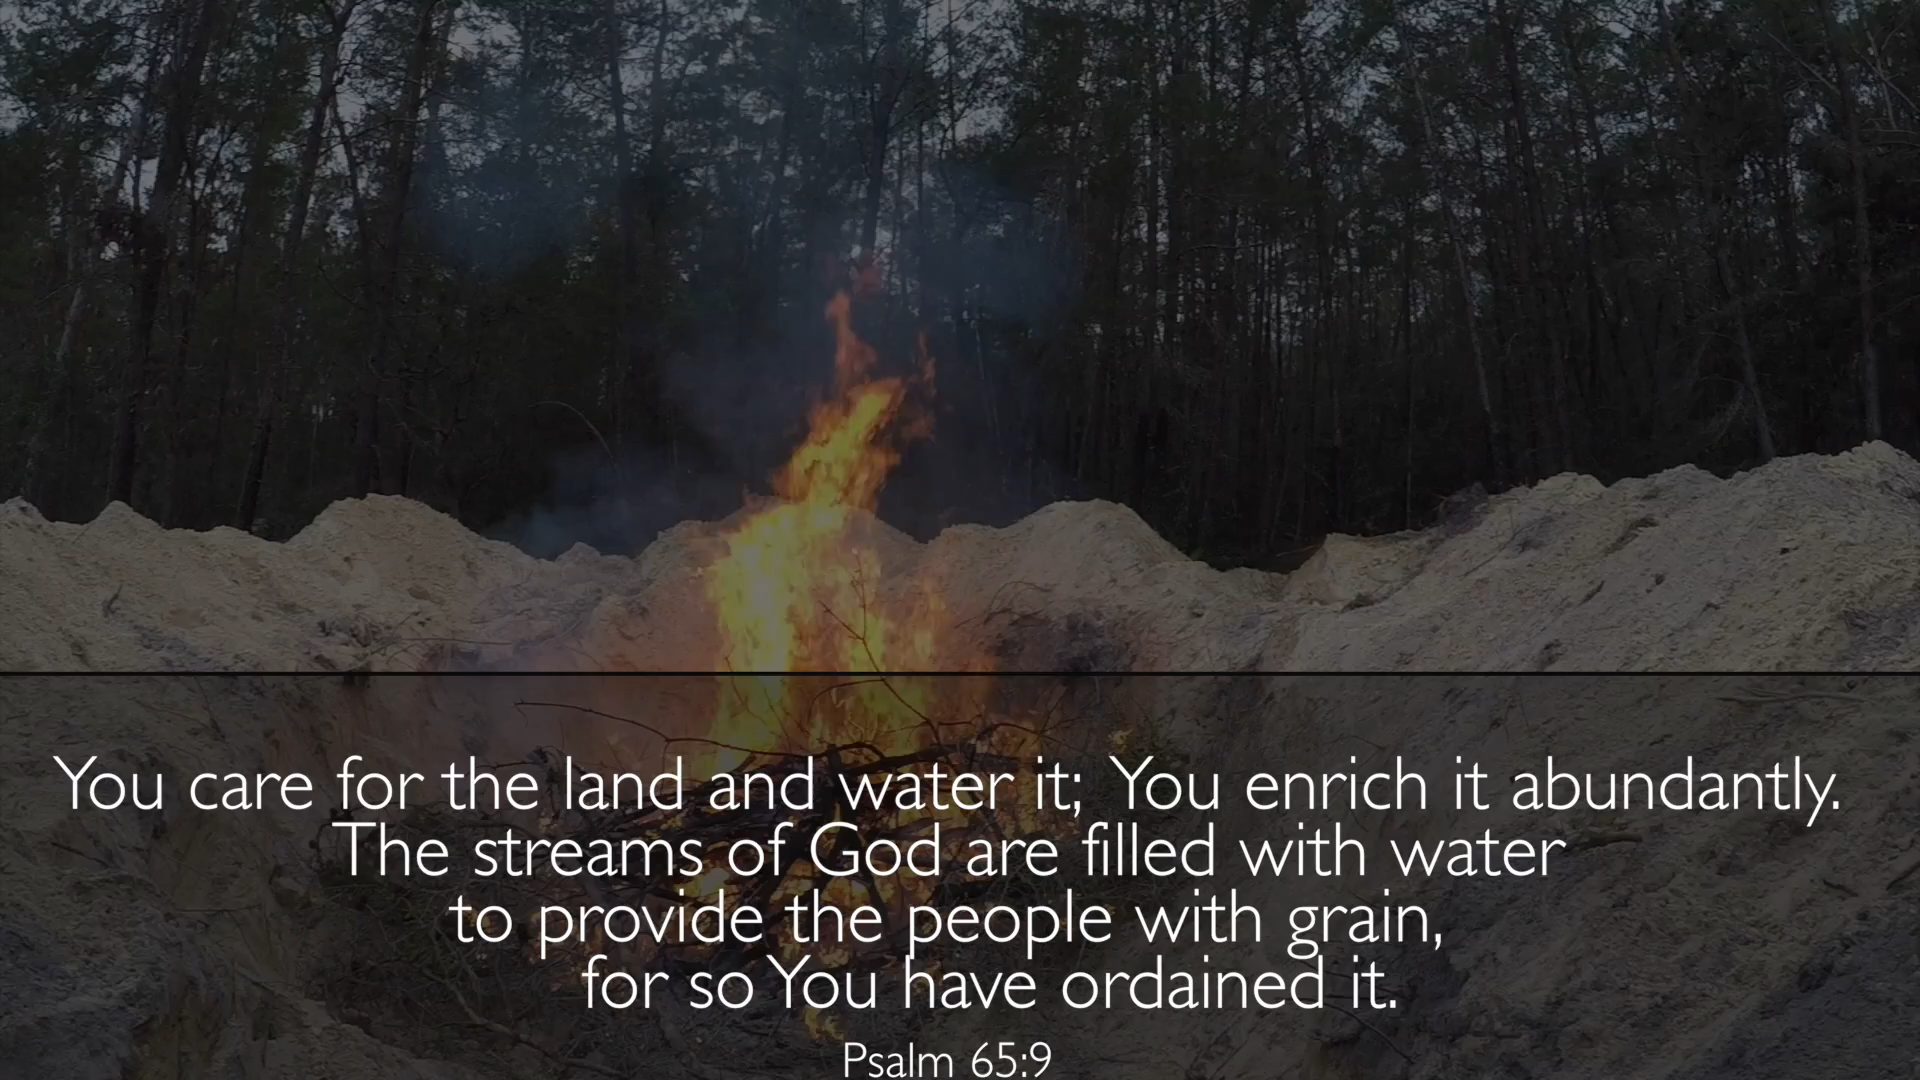 You care for the land and water it; You enrich it abundantly.
The streams of God are filled with water
to provide the people with grain,
for so You have ordained it.
Psalm 65:9